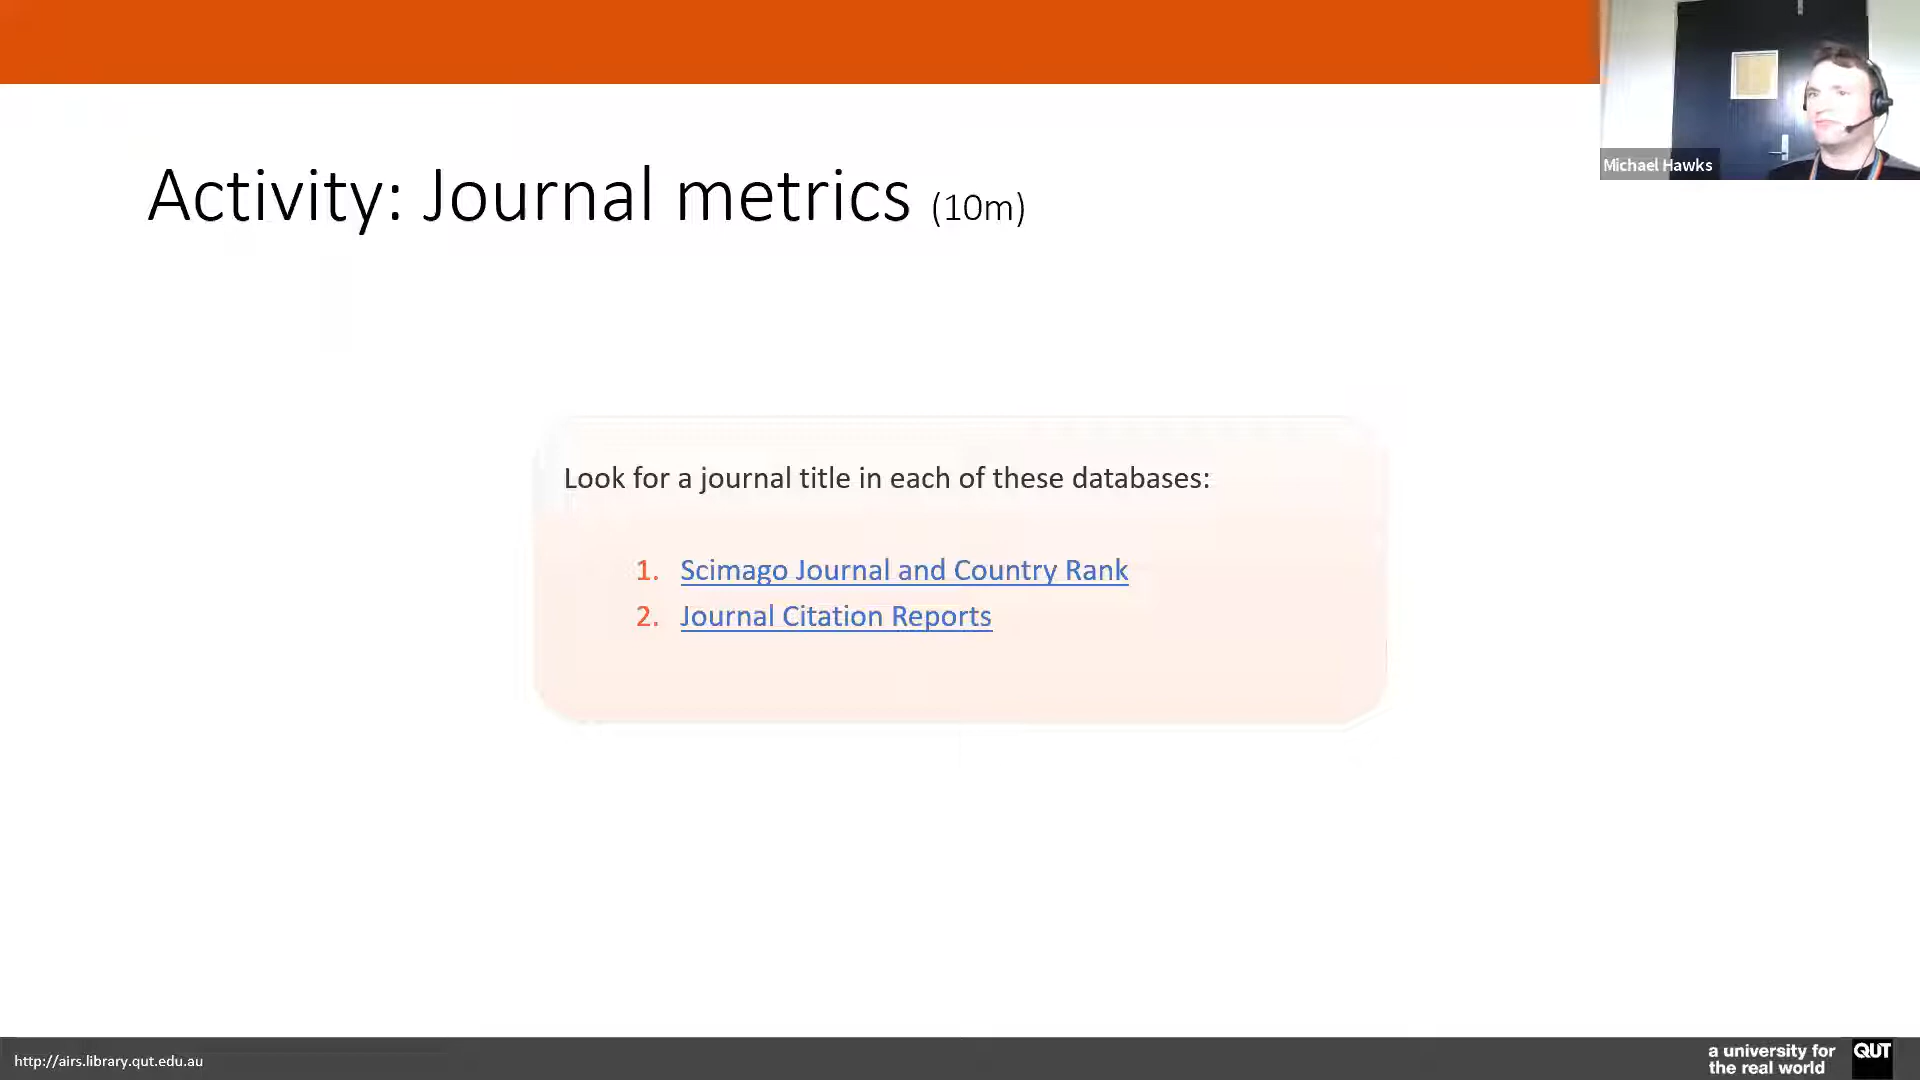 Michael Hawks
Activity: Journal metrics (10m)
Look for a journal title in each of these databases:
1. Scimago Journal and Country Rank
2. Journal Citation Reports
http://airs.library.qut.edu.au
a university for
the real world
QUT